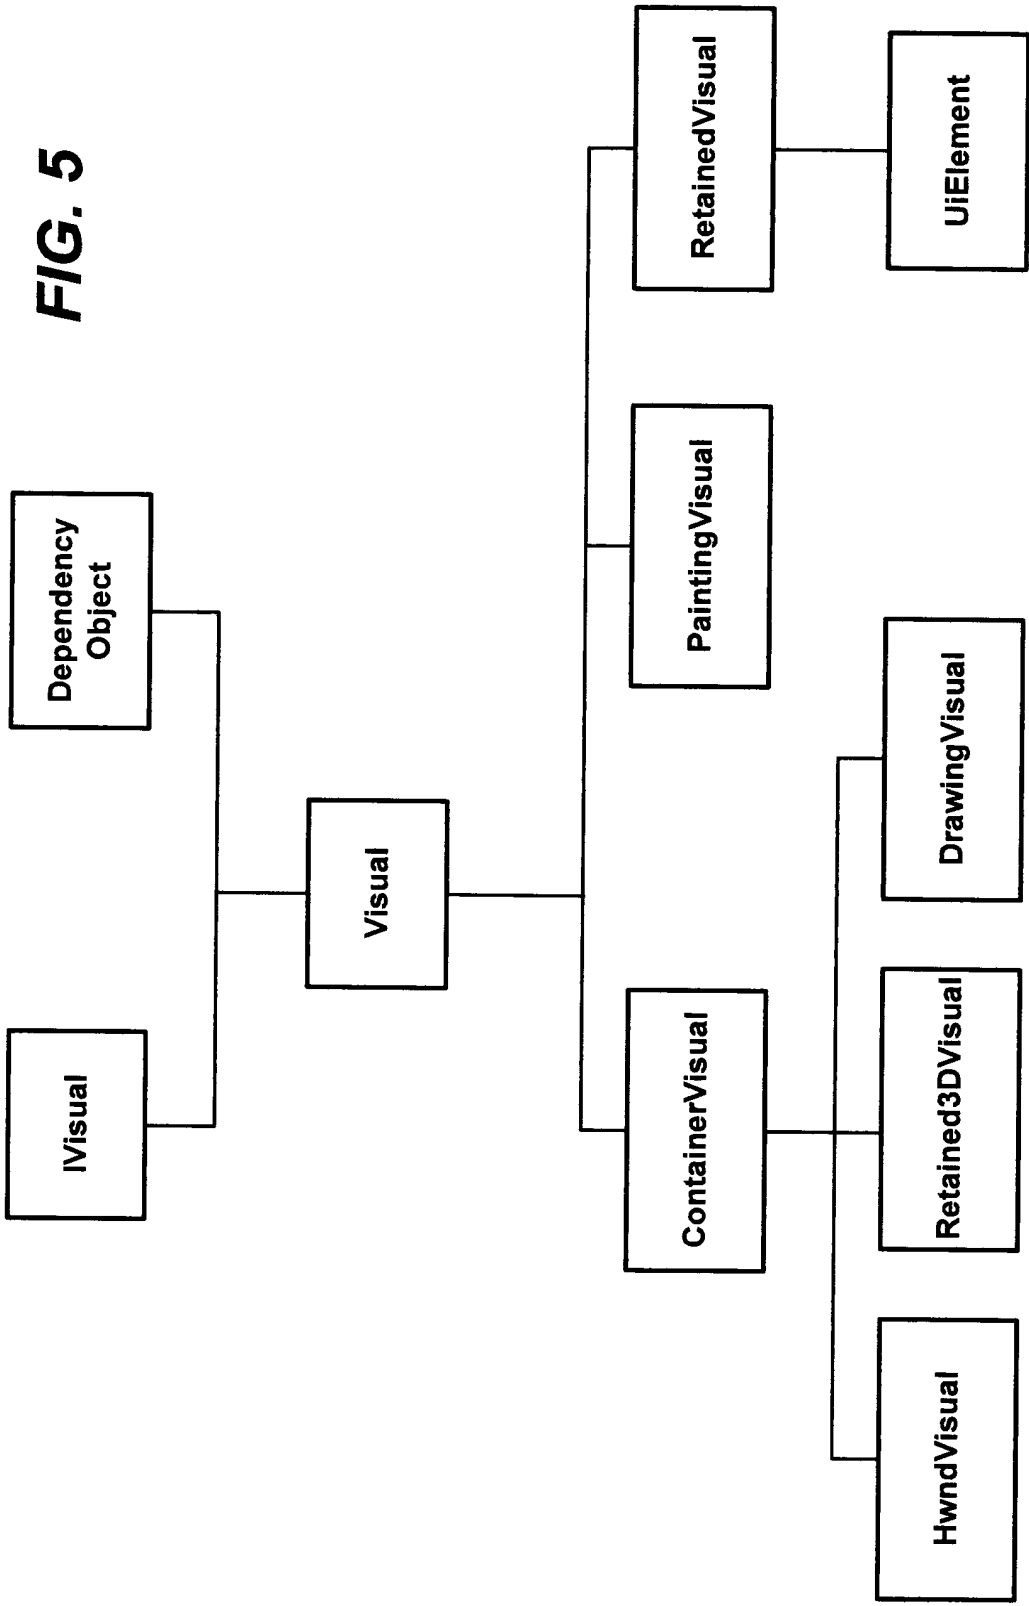 FIG. 5
IVisual
Dependency
Object
Visual
ContainerVisual
PaintingVisual
RetainedVisual
HwndVisual
Retained3DVisual
DrawingVisual
UiElement